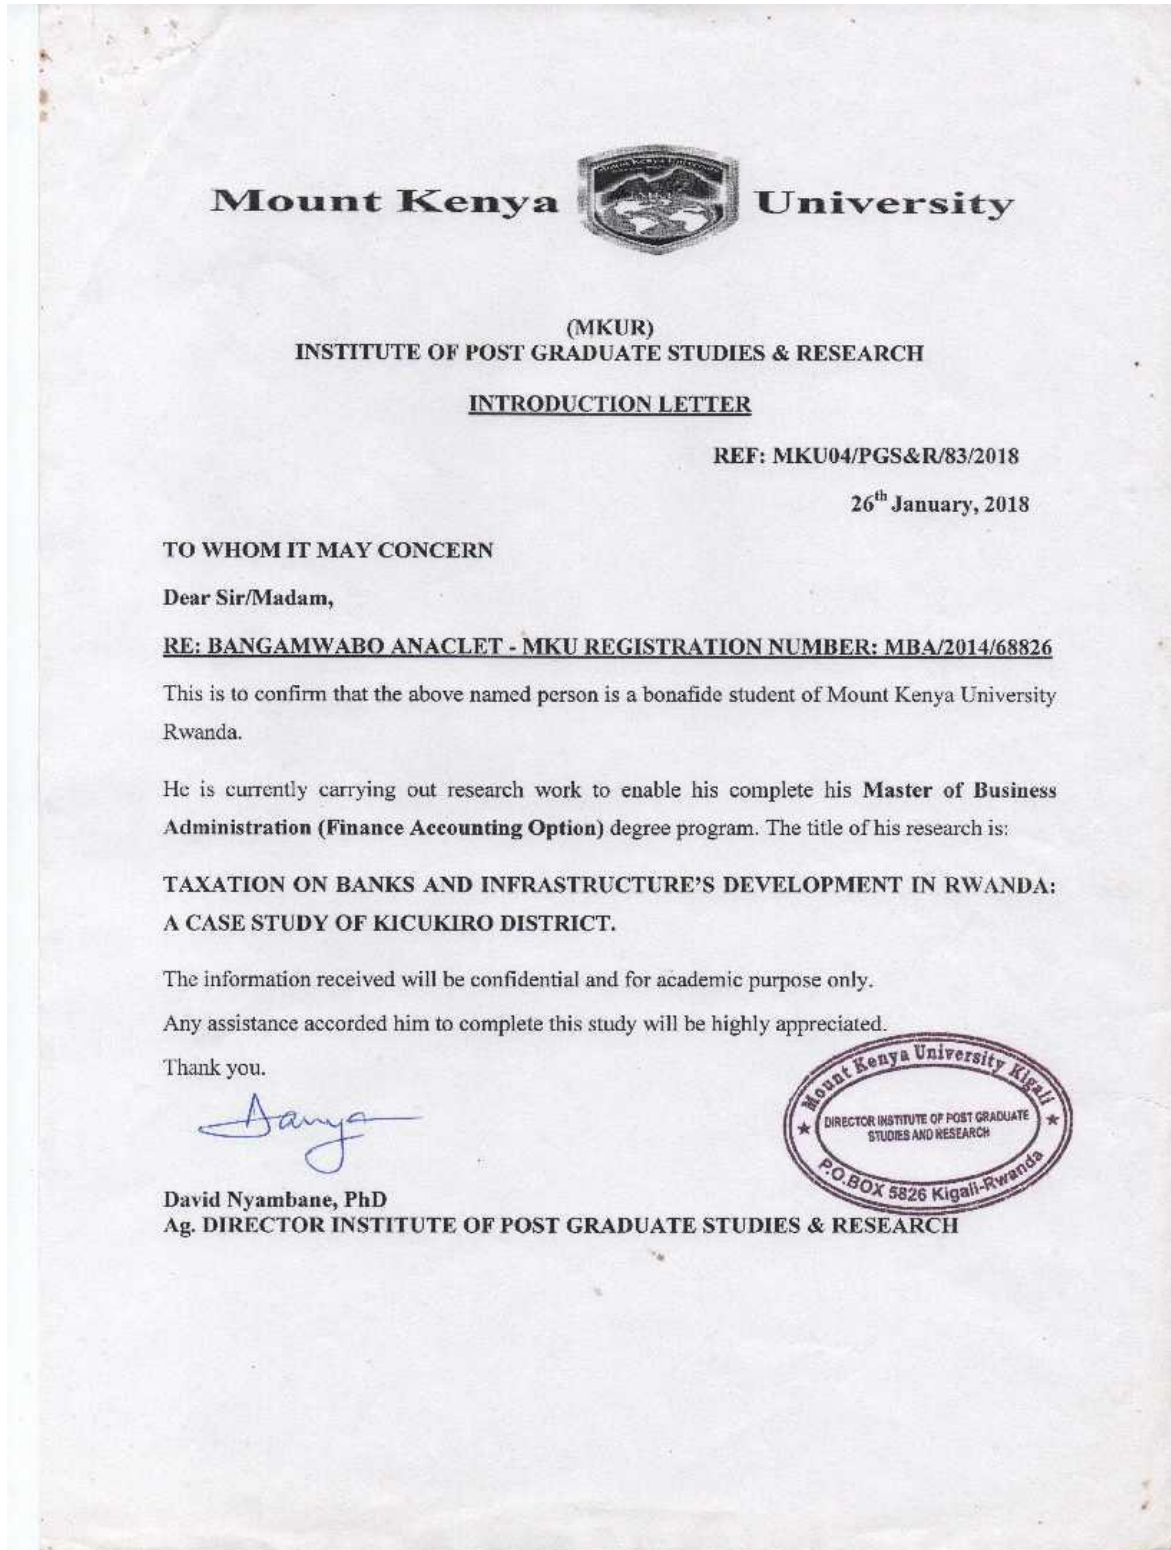 Mount Kenya University
(MKUR)
INSTITUTE OF POST GRADUATE STUDIES & RESEARCH
INTRODUCTION LETTER
REF: MKU04/PGS&R/83/2018
26th January, 2018
TO WHOM IT MAY CONCERN
Dear Sir/Madam,
RE: BANGAMWABO ANACLET - MKU REGISTRATION NUMBER: MBA/2014/68826
This is to confirm that the above named person is a bonafide student of Mount Kenya University
Rwanda.
He is currently carrying out research work to enable his complete his Master of Business
Administration (Finance Accounting Option) degree program. The title of his research is:
TAXATION ON BANKS AND INFRASTRUCTURE’S DEVELOPMENT IN RWANDA:
A CASE STUDY OF KICUKIRO DISTRICT.
The information received will be confidential and for academic purpose only.
Any assistance accorded him to complete this study will be highly appreciated.
Thank you.
Mount Kenya University Kigali
DIRECTOR INSTITUTE OF POST GRADUATE
STUDIES AND RESEARCH
P.O.BOX 5826 Kigali-Rwanda
David Nyambane, PhD
Ag. DIRECTOR INSTITUTE OF POST GRADUATE STUDIES & RESEARCH